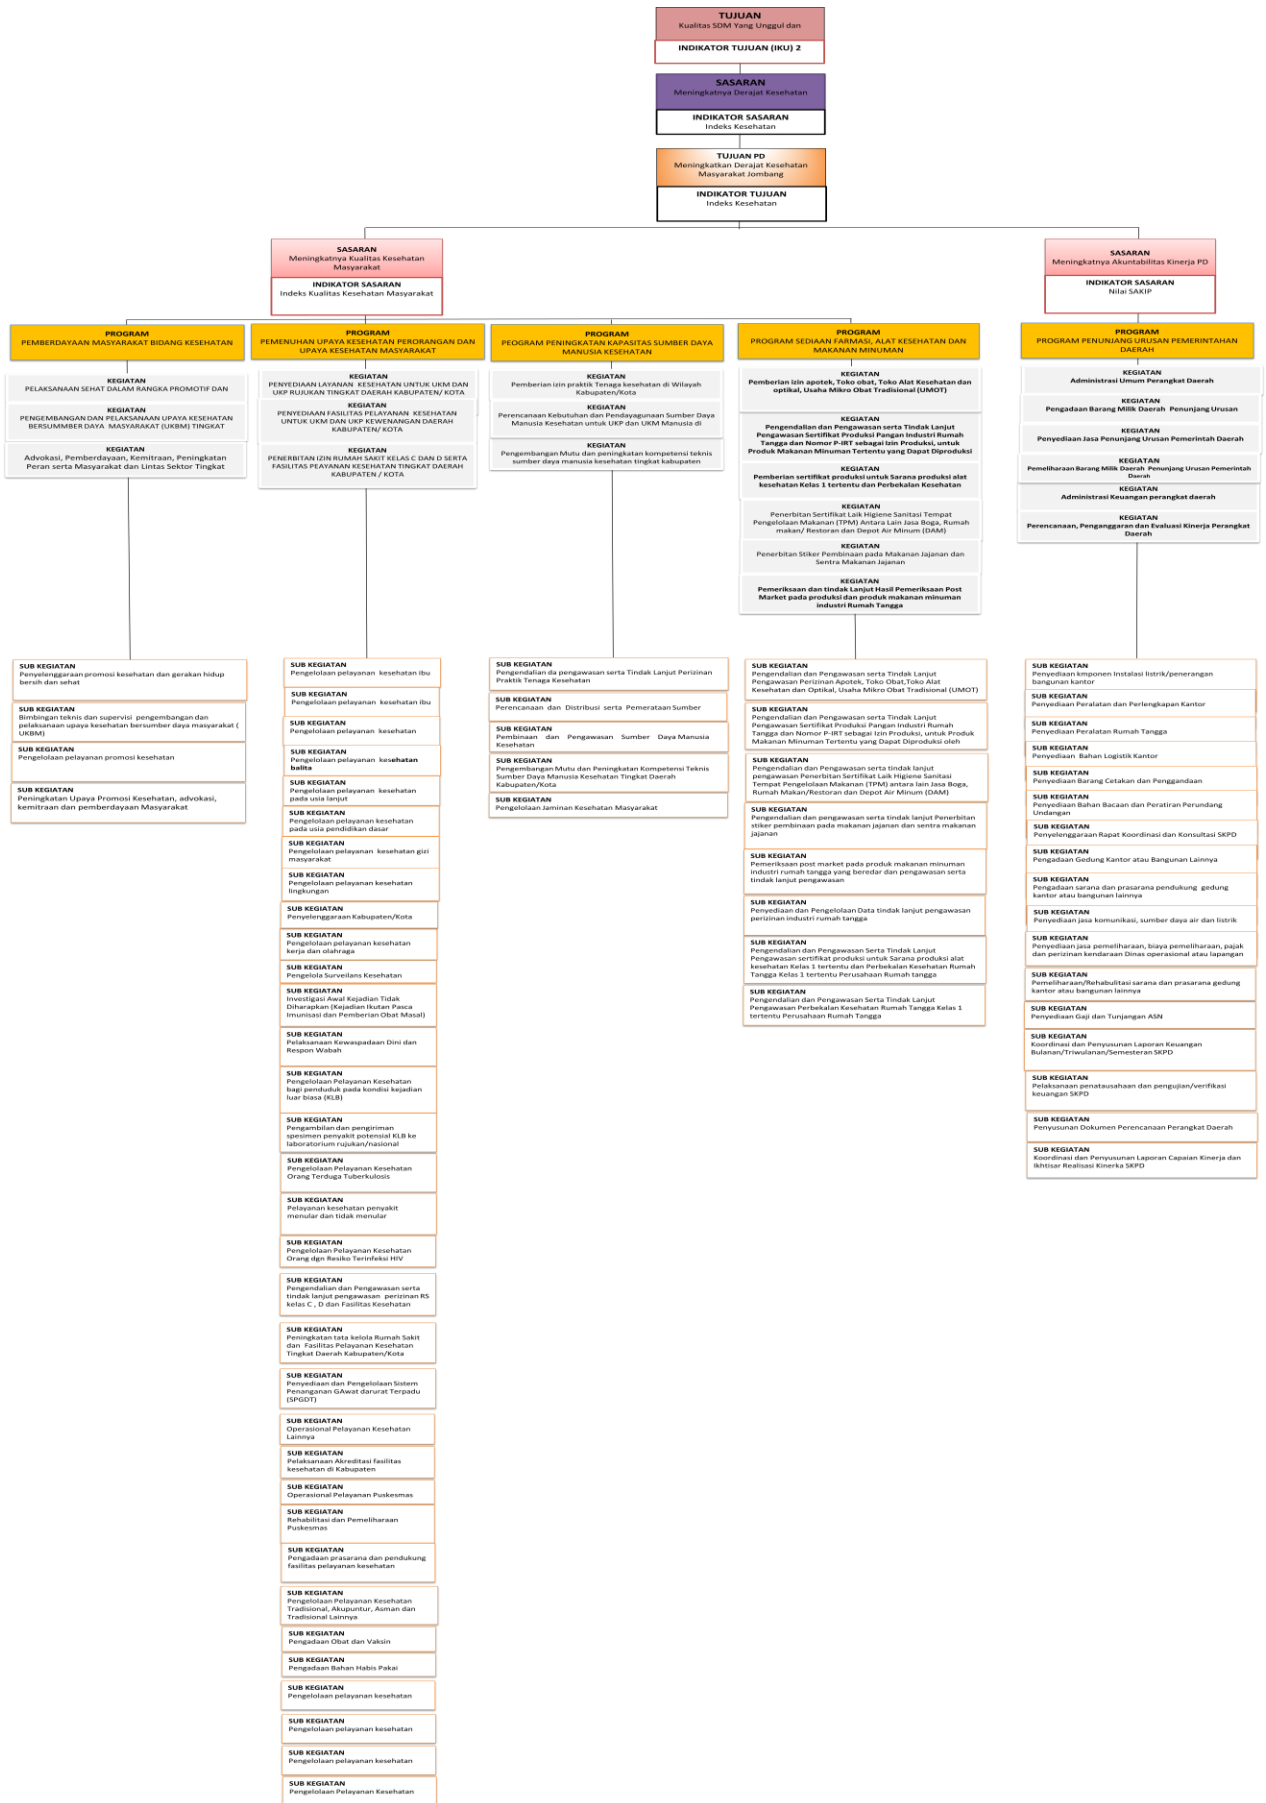 TUJUAN
Kualitas SDM Yang Unggul dan
INDIKATOR TUJUAN (IKU) 2
SASARAN
Meningkatnya Derajat Kesehatan
INDIKATOR SASARAN
Indeks Kesehatan
TUJUAN PD
Meningkatkan Derajat Kesehatan
Masyarakat Jombang
INDIKATOR TUJUAN
Indeks Kesehatan
SASARAN
Meningkatnya Kualitas Kesehatan
Masyarakat
INDIKATOR SASARAN
Indeks Kualitas Kesehatan Masyarakat
SASARAN
Meningkatnya Akuntabilitas Kinerja PD
INDIKATOR SASARAN
Nilai SAKIP
PROGRAM
PEMBERDAYAAN MASYARAKAT BIDANG KESEHATAN
KEGIATAN
PELAKSANAAN SEHAT DALAM RANGKA PROMOTIF DAN
KEGIATAN
PENGEMBANGAN DAN PELAKSANAAN UPAYA KESEHATAN
BERSUMMBER DAYA  MASYARAKAT (UKBM) TINGKAT
KEGIATAN
Advokasi, Pemberdayaan, Kemitraan, Peningkatan
Peran serta Masyarakat dan Lintas Sektor Tingkat
SUB KEGIATAN
Penyelenggaraan promosi kesehatan dan gerakan hidup
bersih dan sehat
SUB KEGIATAN
Bimbingan teknis dan supervisi  pengembangan dan
pelaksanaan upaya kesehatan bersumber daya masyarakat (
UKBM)
SUB KEGIATAN
Pengelolaan pelayanan promosi kesehatan
SUB KEGIATAN
Peningkatan Upaya Promosi Kesehatan, advokasi,
kemitraan dan pemberdayaan Masyarakat
PROGRAM
PEMENUHAN UPAYA KESEHATAN PERORANGAN DAN
UPAYA KESEHATAN MASYARAKAT
KEGIATAN
PENYEDIAAN LAYANAN  KESEHATAN UNTUK UKM DAN
UKP RUJUKAN TINGKAT DAERAH KABUPATEN/ KOTA
KEGIATAN
PENYEDIAAN FASILITAS PELAYANAN  KESEHATAN
UNTUK UKM DAN UKP KEWENANGAN DAERAH
KABUPATEN/ KOTA
KEGIATAN
PENERBITAN IZIN RUMAH SAKIT KELAS C DAN D SERTA
FASILITAS PEAYANAN KESEHATAN TINGKAT DAERAH
KABUPATEN / KOTA
SUB KEGIATAN
Pengelolaan pelayanan  kesehatan ibu
SUB KEGIATAN
Pengelolaan pelayanan  kesehatan ibu
SUB KEGIATAN
Pengelolaan pelayanan  kesehatan
SUB KEGIATAN
Pengelolaan pelayanan  kesehatan
balita
SUB KEGIATAN
Pengelolaan pelayanan  kesehatan
pada usia lanjut
SUB KEGIATAN
Pengelolaan pelayanan kesehatan
pada usia pendidikan dasar
SUB KEGIATAN
Pengelolaan pelayanan  kesehatan gizi
masyarakat
SUB KEGIATAN
Pengelolaan pelayanan kesehatan
lingkungan
SUB KEGIATAN
Penyelenggaraan Kabupaten/Kota
SUB KEGIATAN
Pengelolaan pelayanan kesehatan
kerja dan olahraga
SUB KEGIATAN
Pengelola Surveilans Kesehatan
SUB KEGIATAN
Investigasi Awal Kejadian Tidak
Diharapkan (Kejadian Ikutan Pasca
Imunisasi dan Pemberian Obat Masal)
SUB KEGIATAN
Pelaksanaan Kewaspadaan Dini dan
Respon Wabah
SUB KEGIATAN
Pengelolaan Pelayanan Kesehatan
bagi penduduk pada kondisi kejadian
luar biasa (KLB)
SUB KEGIATAN
Pengambilan dan pengiriman
spesimen penyakit potensial KLB ke
laboratorium rujukan/nasional
SUB KEGIATAN
Pengelolaan Pelayanan Kesehatan
Orang Terduga Tuberkulosis
SUB KEGIATAN
Pelayanan kesehatan penyakit
menular dan tidak menular
SUB KEGIATAN
Pengelolaan Pelayanan Kesehatan
Orang dgn Resiko Terinfeksi HIV
SUB KEGIATAN
Pengendalian dan Pengawasan serta
tindak lanjut pengawasan  perizinan RS
kelas C , D dan Fasilitas Kesehatan
SUB KEGIATAN
Peningkatan tata kelola Rumah Sakit
dan  Fasilitas Pelayanan Kesehatan
Tingkat Daerah Kabupaten/Kota
SUB KEGIATAN
Penyediaan dan Pengelolaan Sistem
Penanganan GAwat darurat Terpadu
(SPGDT)
SUB KEGIATAN
Operasional Pelayanan Kesehatan
Lainnya
SUB KEGIATAN
Pelaksanaan Akreditasi fasilitas
kesehatan di Kabupaten
SUB KEGIATAN
Operasional Pelayanan Puskesmas
SUB KEGIATAN
Rehabilitasi dan Pemeliharaan
Puskesmas
SUB KEGIATAN
Pengadaan prasarana dan pendukung
fasilitas pelayanan kesehatan
SUB KEGIATAN
Pengelolaan Pelayanan Kesehatan
Tradisional, Akupuntur, Asman dan
Tradisional Lainnya
SUB KEGIATAN
Pengadaan Obat dan Vaksin
SUB KEGIATAN
Pengadaan Bahan Habis Pakai
SUB KEGIATAN
Pengelolaan pelayanan kesehatan
SUB KEGIATAN
Pengelolaan pelayanan kesehatan
SUB KEGIATAN
Pengelolaan pelayanan kesehatan
SUB KEGIATAN
Pengelolaan Pelayanan Kesehatan
PROGRAM
PEOGRAM PENINGKATAN KAPASITAS SUMBER DAYA
MANUSIA KESEHATAN
KEGIATAN
Pemberian izin praktik Tenaga kesehatan di Wilayah
Kabupaten/Kota
KEGIATAN
Perencanaan Kebutuhan dan Pendayagunaan Sumber Daya
Manusia Kesehatan untuk UKP dan UKM Manusia di
KEGIATAN
Pengembangan Mutu dan peningkatan kompetensi teknis
sumber daya manusia kesehatan tingkat kabupaten
SUB KEGIATAN
Pengendalian da pengawasan serta Tindak Lanjut Perizinan
Praktik Tenaga Kesehatan
SUB KEGIATAN
Perencanaan dan Distribusi serta Pemerataan Sumber
SUB KEGIATAN
Pembinaan dan Pengawasan Sumber Daya Manusia
Kesehatan
SUB KEGIATAN
Pengembangan Mutu dan Peningkatan Kompetensi Teknis
Sumber Daya Manusia Kesehatan Tingkat Daerah
Kabupaten/Kota
SUB KEGIATAN
Pengelolaan Jaminan Kesehatan Masyarakat
PROGRAM
PROGRAM SEDIAAN FARMASI, ALAT KESEHATAN DAN
MAKANAN MINUMAN
KEGIATAN
Pemberian izin apotek, Toko obat, Toko Alat Kesehatan dan
optikal, Usaha Mikro Obat Tradisional (UMOT)
KEGIATAN
Pengendalian dan Pengawasan serta Tindak Lanjut
Pengawasan Sertifikat Produksi Pangan Industri Rumah
Tangga dan Nomor P-IRT sebagai Izin Produksi, untuk
Produk Makanan Minuman Tertentu yang Dapat Diproduksi
KEGIATAN
Pemberian sertifikat produksi untuk Sarana produksi alat
kesehatan Kelas 1 tertentu dan Perbekalan Kesehatan
KEGIATAN
Penerbitan Sertifikat Laik Higiene Sanitasi Tempat
Pengelolaan Makanan (TPM) Antara Lain Jasa Boga, Rumah
makan/ Restoran dan Depot Air Minum (DAM)
KEGIATAN
Penerbitan Stiker Pembinaan pada Makanan Jajanan dan
Sentra Makanan Jajanan
KEGIATAN
Pemeriksaan dan tindak Lanjut Hasil Pemeriksaan Post
Market pada produksi dan produk makanan minuman
industri Rumah Tangga
SUB KEGIATAN
Pengendalian dan Pengawasan serta Tindak Lanjut
Pengawasan Perizinan Apotek, Toko Obat,Toko Alat
Kesehatan dan Optikal, Usaha Mikro Obat Tradisional (UMOT)
SUB KEGIATAN
Pengendalian dan Pengawasan serta Tindak Lanjut
Pengawasan Sertifikat Produksi Pangan Industri Rumah
Tangga dan Nomor P-IRT sebagai Izin Produksi, untuk Produk
Makanan Minuman Tertentu yang Dapat Diproduksi oleh
SUB KEGIATAN
Pengendalian dan Pengawasan serta tindak lanjut
pengawasan Penerbitan Sertifikat Laik Higiene Sanitasi
Tempat Pengelolaan Makanan (TPM) antara lain Jasa Boga,
Rumah Makan/Restoran dan Depot Air Minum (DAM)
SUB KEGIATAN
Pengendalian dan pengawasan serta tindak lanjut Penerbitan
stiker pembinaan pada makanan jajanan dan sentra makanan
jajanan
SUB KEGIATAN
Pemeriksaan post market pada produk makanan minuman
industri rumah tangga yang beredar dan pengawasan serta
tindak lanjut pengawasan
SUB KEGIATAN
Penyediaan dan Pengelolaan Data tindak lanjut pengawasan
perizinan industri rumah tangga
SUB KEGIATAN
Pengendalian dan Pengawasan Serta Tindak Lanjut
Pengawasan sertifikat produksi untuk Sarana produksi alat
kesehatan Kelas 1 tertentu dan Perbekalan Kesehatan Rumah
Tangga Kelas 1 tertentu Perusahaan Rumah tangga
SUB KEGIATAN
Pengendalian dan Pengawasan Serta Tindak Lanjut
Pengawasan Perbekalan Kesehatan Rumah Tangga Kelas 1
tertentu Perusahaan Rumah Tangga
PROGRAM
PROGRAM PENUNJANG URUSAN PEMERINTAHAN
DAERAH
KEGIATAN
Administrasi Umum Perangkat Daerah
KEGIATAN
Pengadaan Barang Milik Daerah  Penunjang Urusan
KEGIATAN
Penyediaan Jasa Penunjang Urusan Pemerintah Daerah
KEGIATAN
Pemeliharaan Barang Milik Daerah  Penunjang Urusan Pemerintah
Daerah
KEGIATAN
Administrasi Keuangan perangkat daerah
KEGIATAN
Perencanaan, Penganggaran dan Evaluasi Kinerja Perangkat
Daerah
SUB KEGIATAN
Penyediaan kmponen Instalasi listrik/penerangan
bangunan kantor
SUB KEGIATAN
Penyediaan Peralatan dan Perlengkapan Kantor
SUB KEGIATAN
Penyediaan Peralatan Rumah Tangga
SUB KEGIATAN
Penyediaan  Bahan Logistik Kantor
SUB KEGIATAN
Penyediaan Barang Cetakan dan Penggandaan
SUB KEGIATAN
Penyediaan Bahan Bacaan dan Peratiran Perundang
Undangan
SUB KEGIATAN
Penyelenggaraan Rapat Koordinasi dan Konsultasi SKPD
SUB KEGIATAN
Pengadaan Gedung Kantor atau Bangunan Lainnya
SUB KEGIATAN
Pengadaan sarana dan prasarana pendukung  gedung
kantor atau bangunan lainnya
SUB KEGIATAN
Penyediaan jasa komunikasi, sumber daya air dan listrik
SUB KEGIATAN
Penyediaan jasa pemeliharaan, biaya pemeliharaan, pajak
dan perizinan kendaraan Dinas operasional atau lapangan
SUB KEGIATAN
Pemeliharaan/Rehabulitasi sarana dan prasarana gedung
kantor atau bangunan lainnya
SUB KEGIATAN
Penyediaan Gaji dan Tunjangan ASN
SUB KEGIATAN
Koordinasi dan Penyusunan Laporan Keuangan
Bulanan/Triwulanan/Semesteran SKPD
SUB KEGIATAN
Pelaksanaan penatausahaan dan pengujian/verifikasi
keuangan SKPD
SUB KEGIATAN
Penyusunan Dokumen Perencanaan Perangkat Daerah
SUB KEGIATAN
Koordinasi dan Penyusunan Laporan Capaian Kinerja dan
Ikhtisar Realisasi Kinerka SKPD